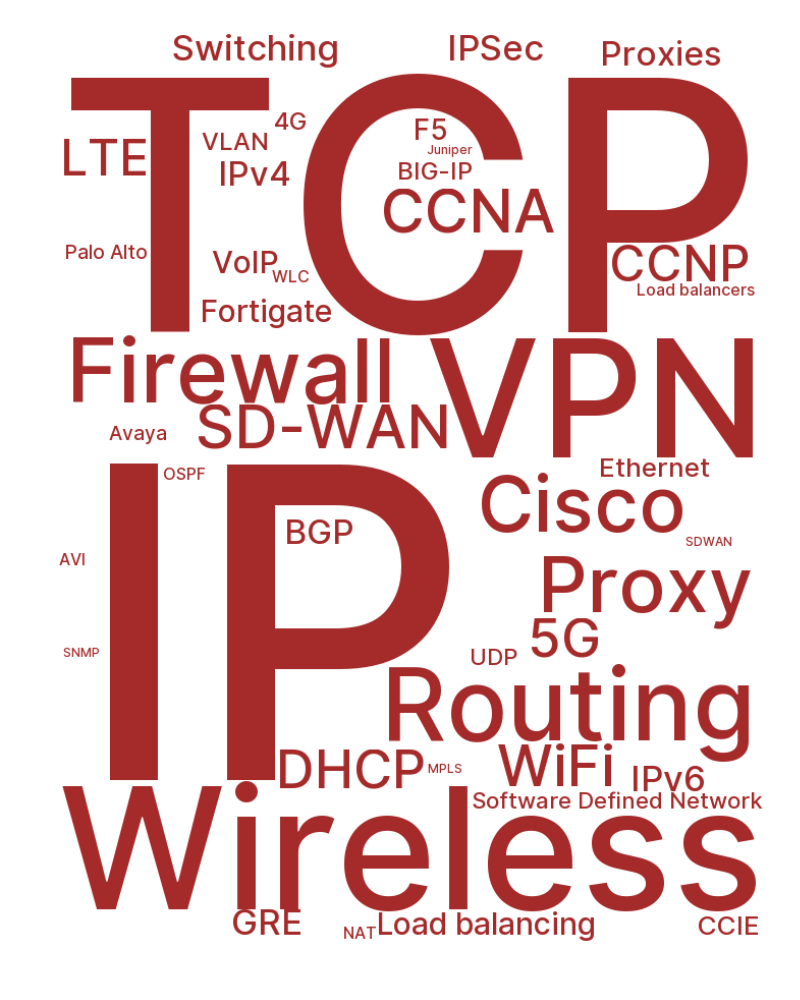 Switching
IPSec
Proxies
TCP
4G
F5
LTE
VLAN
Juniper
IPv4
BIG-IP
CCNA
Palo Alto
VoIP
WLC
CCNP
Load balancers
Fortigate
Firewall
VPN
SD-WAN
Avaya
OSPF
Ethernet
IP
Cisco
BGP
SDWAN
AVI
Proxy
5G
SNMP
UDP
Routing
DHCP
MPLS
WiFi
IPv6
Software Defined Network
Wireless
GRE
NAT
Load balancing
CCIE